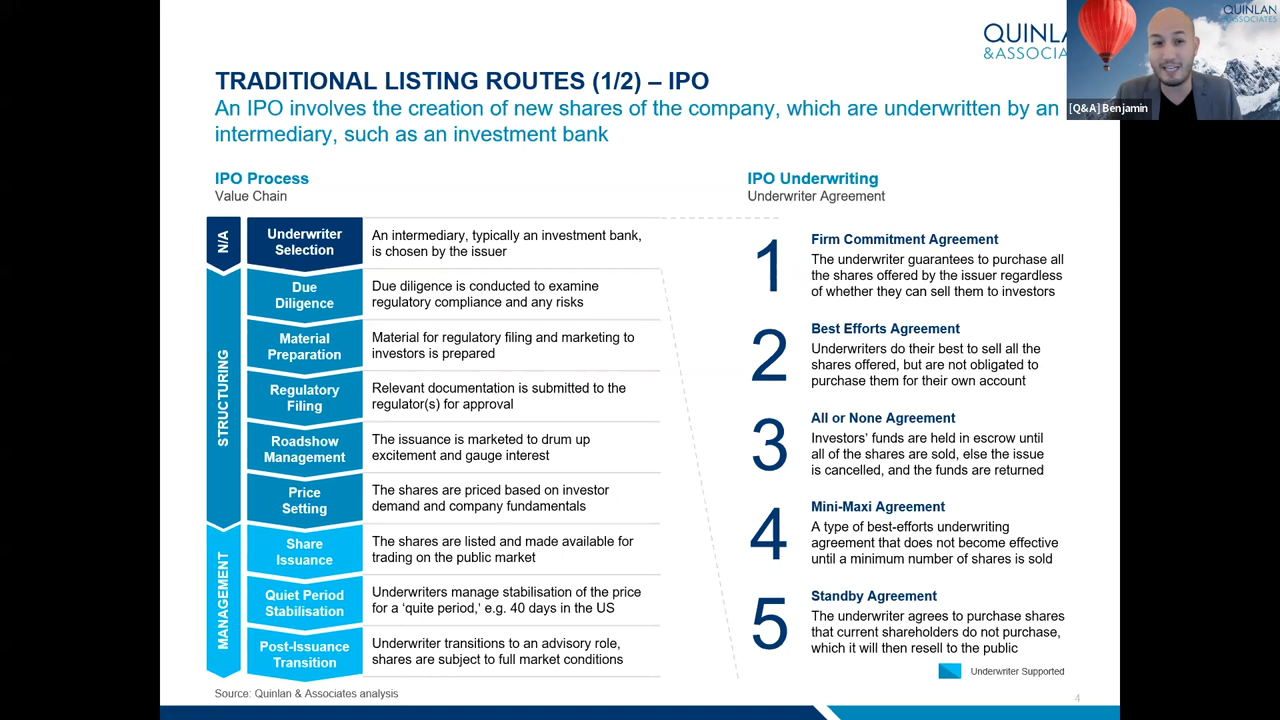 QUINLAN
& ASSOCIATES
QUINL
&ASSOCIA
[Q&A] Benjamin
TRADITIONAL LISTING ROUTES (1/2) – IPO
An IPO involves the creation of new shares of the company, which are underwritten by an
intermediary, such as an investment bank
IPO Process
Value Chain
N/A
Underwriter
Selection
An intermediary, typically an investment bank,
is chosen by the issuer
STRUCTURING
Due
Diligence
Due diligence is conducted to examine
regulatory compliance and any risks
Material
Preparation
Material for regulatory filing and marketing to
investors is prepared
Regulatory
Filing
Relevant documentation is submitted to the
regulator(s) for approval
Roadshow
Management
The issuance is marketed to drum up
excitement and gauge interest
Price
Setting
The shares are priced based on investor
demand and company fundamentals
MANAGEMENT
Share
Issuance
The shares are listed and made available for
trading on the public market
Quiet Period
Stabilisation
Underwriters manage stabilisation of the price
for a ‘quite period,’ e.g. 40 days in the US
Post-Issuance
Transition
Underwriter transitions to an advisory role,
shares are subject to full market conditions
IPO Underwriting
Underwriter Agreement
1
Firm Commitment Agreement
The underwriter guarantees to purchase all
the shares offered by the issuer regardless
of whether they can sell them to investors
2
Best Efforts Agreement
Underwriters do their best to sell all the
shares offered, but are not obligated to
purchase them for their own account
3
All or None Agreement
Investors’ funds are held in escrow until
all of the shares are sold, else the issue
is cancelled, and the funds are returned
4
Mini-Maxi Agreement
A type of best-efforts underwriting
agreement that does not become effective
until a minimum number of shares is sold
5
Standby Agreement
The underwriter agrees to purchase shares
that current shareholders do not purchase,
which it will then resell to the public
Underwriter Supported
Source: Quinlan & Associates analysis
4